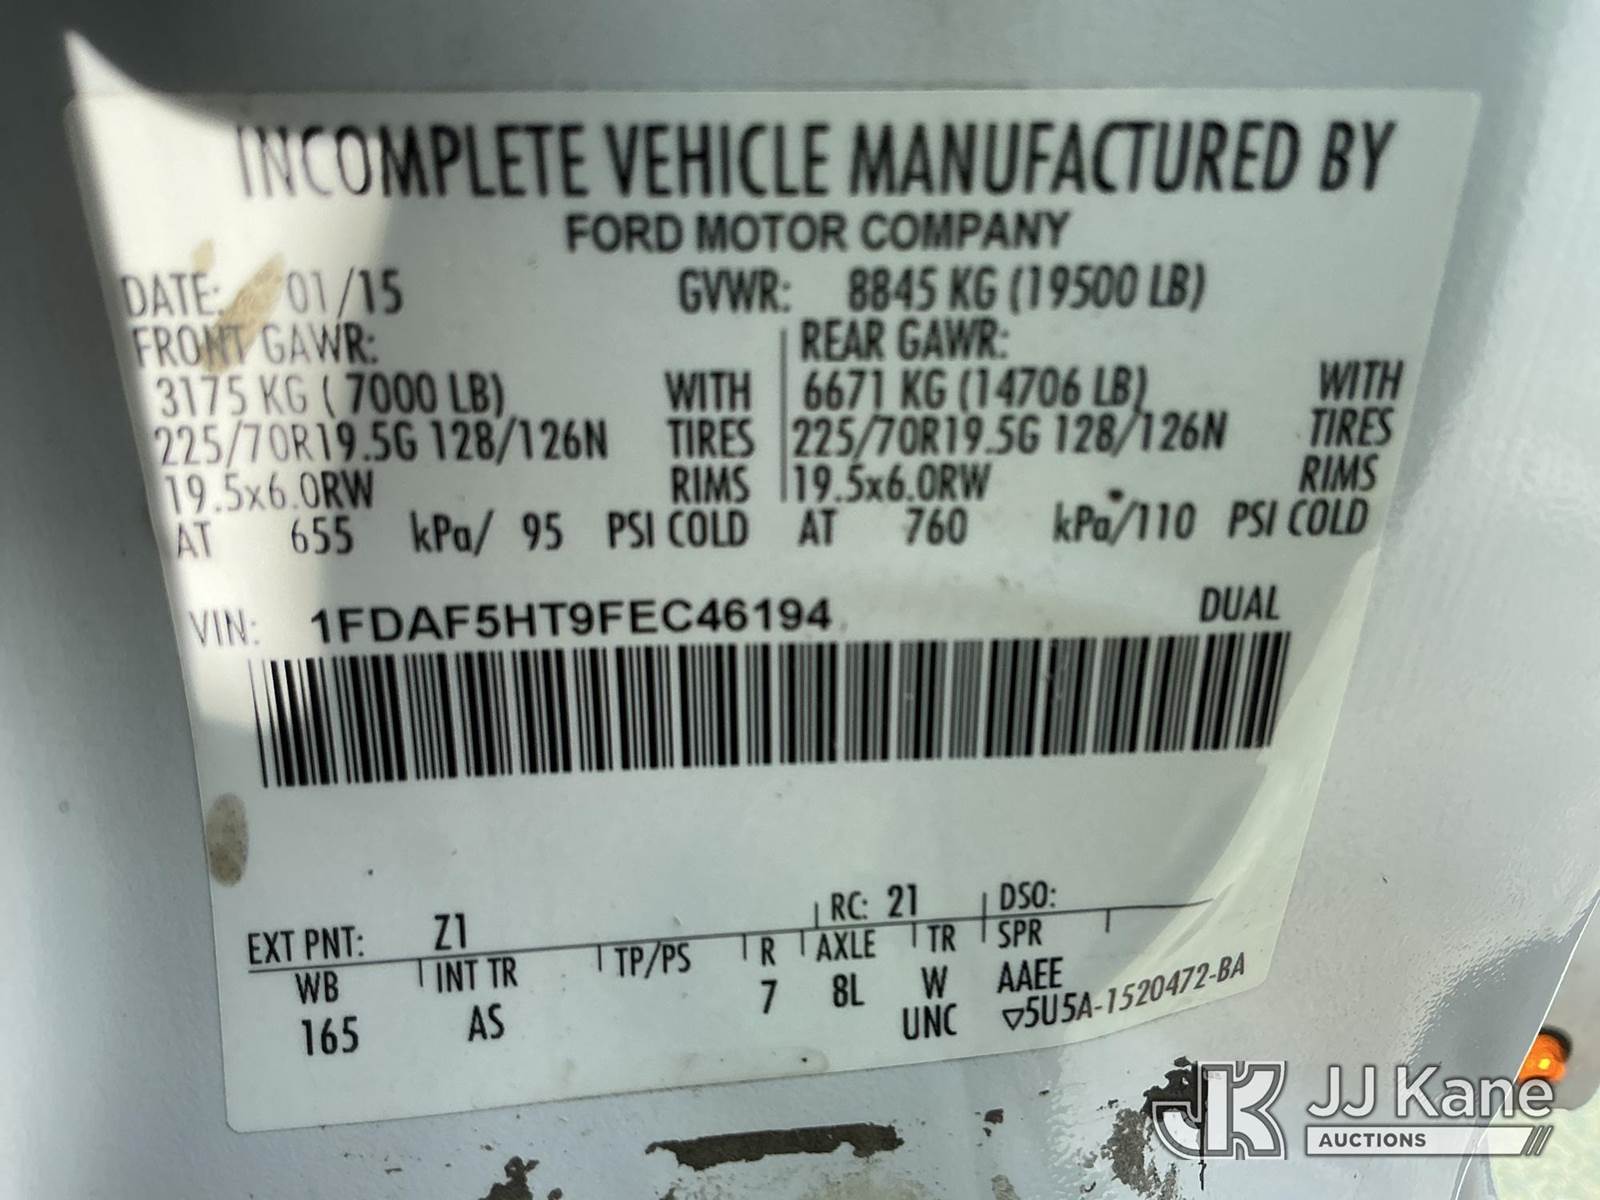 INCOMPLETE VEHICLE MANUFACTURED BY
FORD MOTOR COMPANY
DATE: 01/15 GVWR: 8845 KG (19500 LB)
FRONT GAWR: REAR GAWR:
3175 KG ( 7000 LB) WITH 6671 KG (14706 LB) WITH
225/70R19.5G 128/126N TIRES 225/70R19.5G 128/126N TIRES
19.5x6.0RW RIMS 19.5x6.0RW RIMS
AT 655 kPa/ 95 PSI COLD AT 760 kPa/110 PSI COLD
VIN: 1FDAF5HT9FEC46194 DUAL
EXT PNT: Z1 RC: 21 DSO:
WB INT TR TP/PS R AXLE TR SPR
165 AS 7 8L W AAEE
UNC ▽5U5A-1520472-BA
JK JJ Kane
AUCTIONS